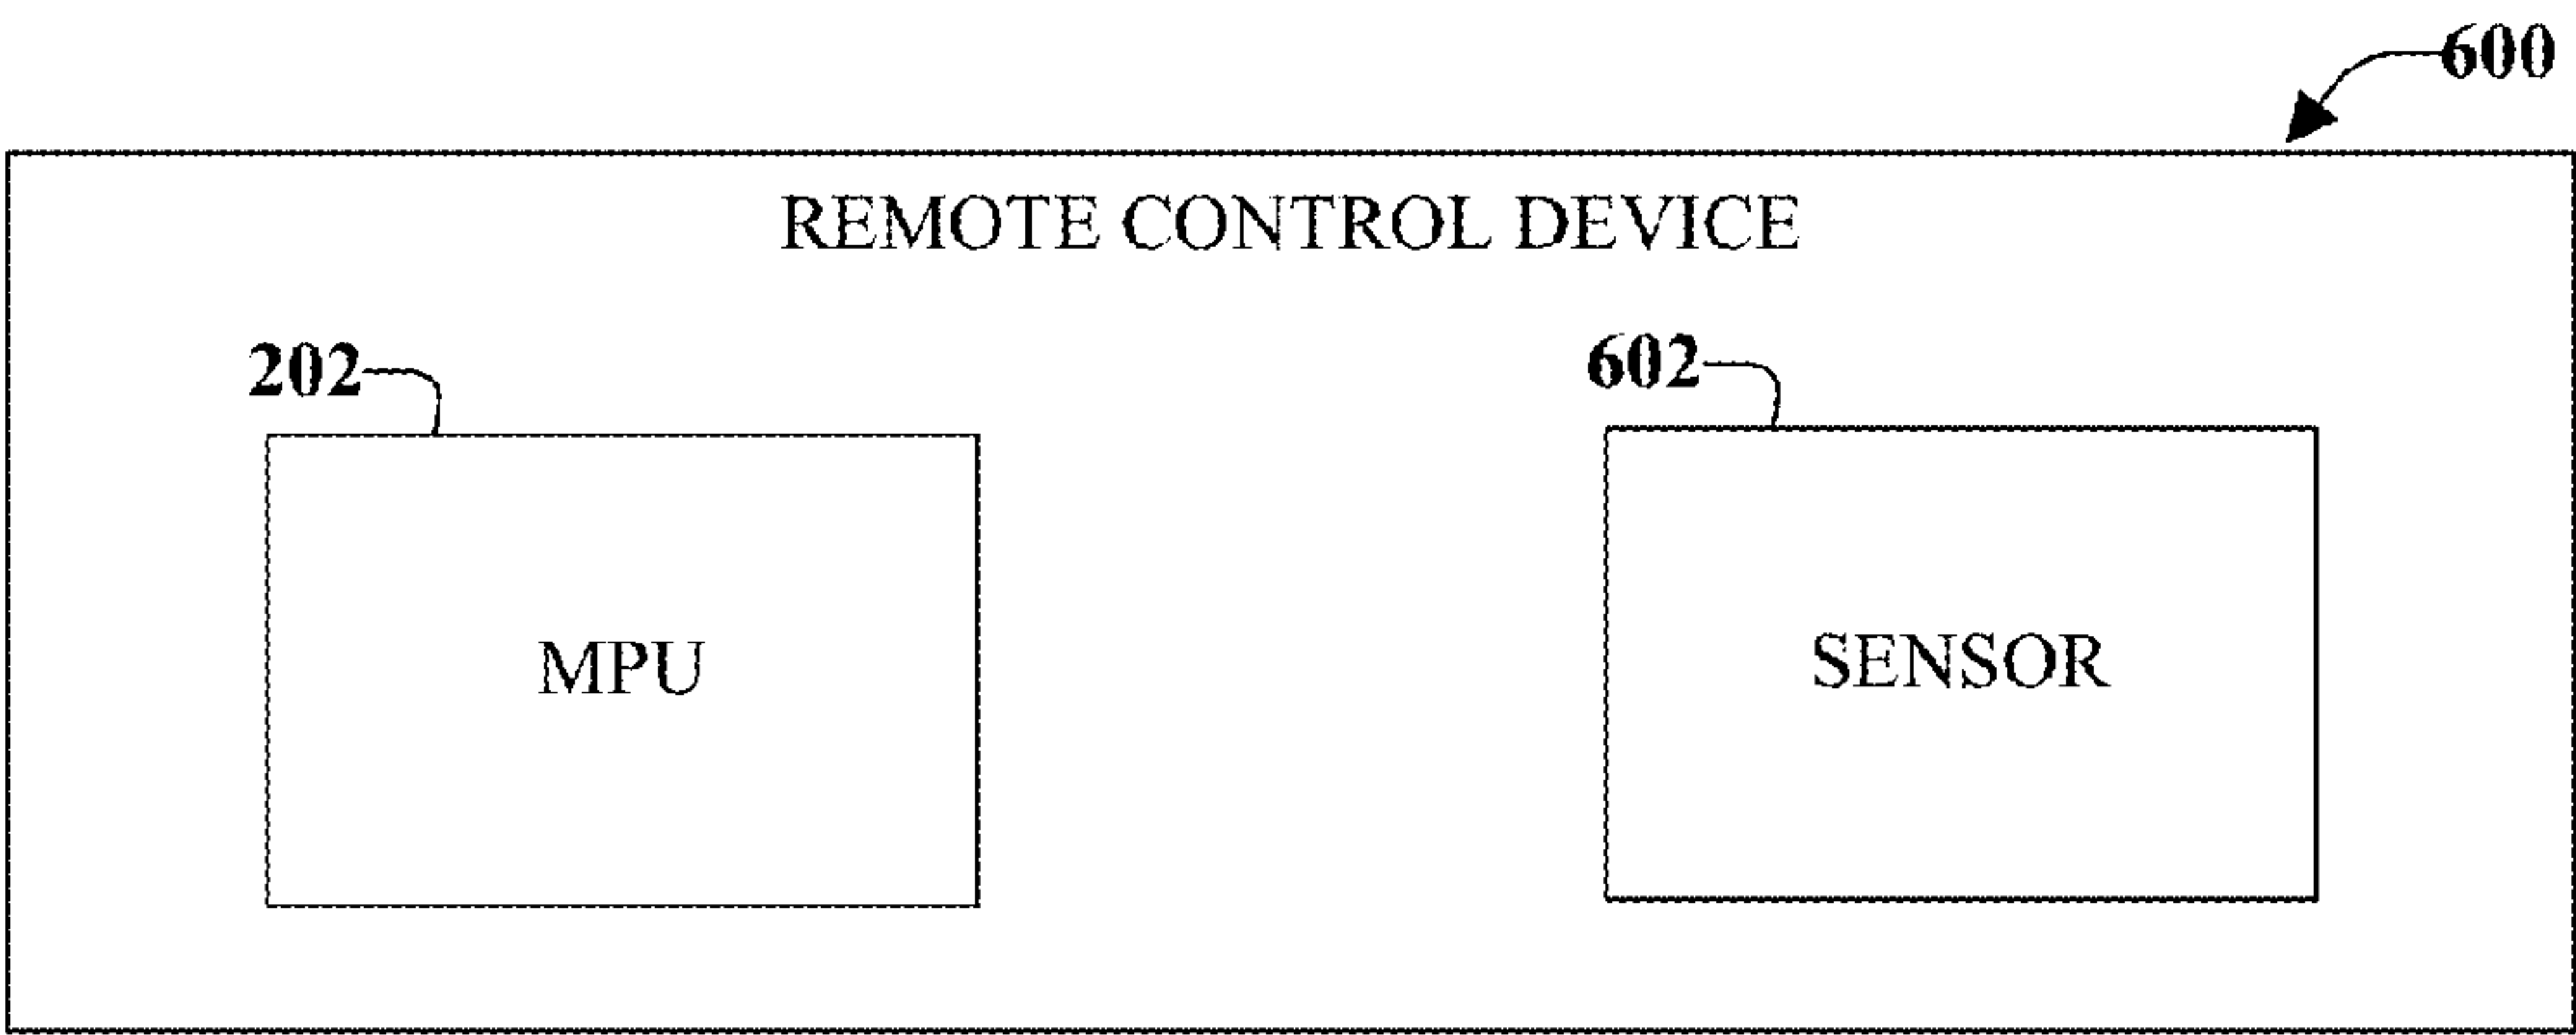 600
REMOTE CONTROL DEVICE
202
602
MPU
SENSOR